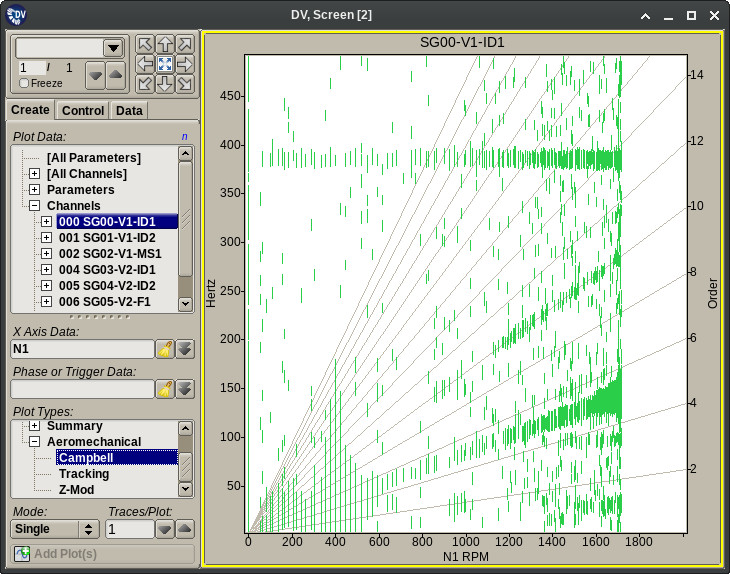 DV
DV, Screen [2]
1 / 1
Freeze
Create Control Data
Plot Data: n
[All Parameters]
[All Channels]
Parameters
Channels
000 SG00-V1-ID1
001 SG01-V1-ID2
002 SG02-V1-MS1
004 SG03-V2-ID1
005 SG04-V2-ID2
006 SG05-V2-F1
X Axis Data:
N1
Phase or Trigger Data:
Plot Types:
Summary
Aeromechanical
Campbell
Tracking
Z-Mod
Mode: Traces/Plot:
Single 1
Add Plot(s)
SG00-V1-ID1
450
400
350
300
250
200
150
100
50
Hertz
14
12
10
8
6
4
2
Order
0 200 400 600 800 1000 1200 1400 1600 1800
N1 RPM